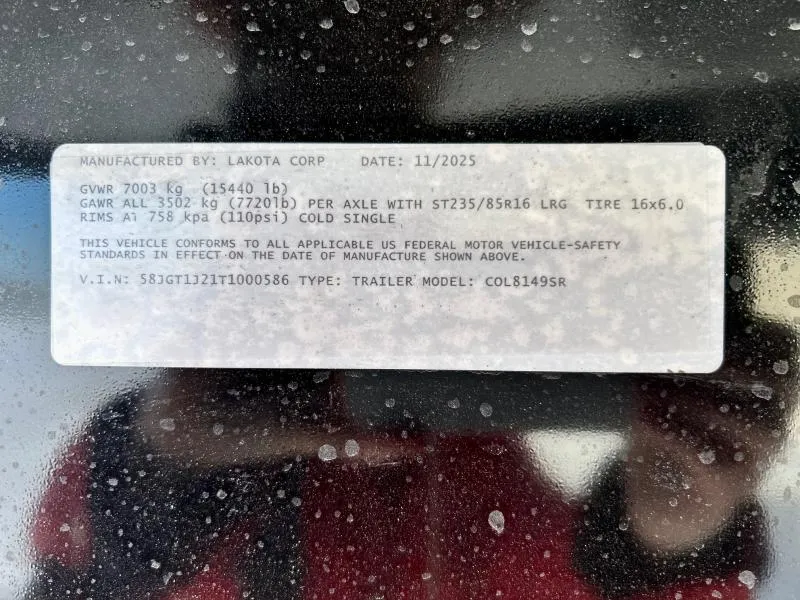 MANUFACTURED BY: LAKOTA CORP DATE: 11/2025
GVWR 7003 kg (15440 lb)
GAWR ALL 3502 kg (7720lb) PER AXLE WITH ST235/85R16 LRG TIRE 16x6.0
RIMS AT 758 kpa (110psi) COLD SINGLE
THIS VEHICLE CONFORMS TO ALL APPLICABLE US FEDERAL MOTOR VEHICLE-SAFETY
STANDARDS IN EFFECT ON THE DATE OF MANUFACTURE SHOWN ABOVE.
V.I.N: 58JGT1J21T1000586 TYPE: TRAILER MODEL: COL8149SR